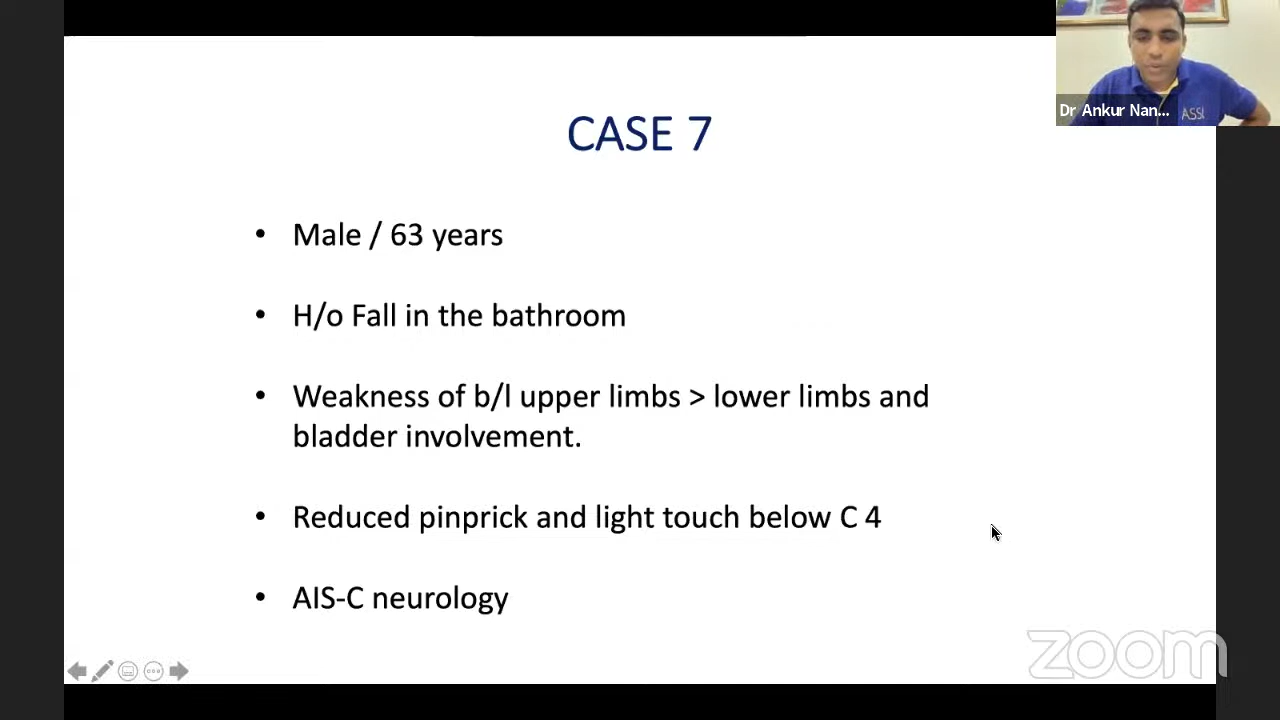 Dr Ankur Nan...
ASSI
CASE 7
• Male / 63 years
• H/o Fall in the bathroom
• Weakness of b/l upper limbs > lower limbs and
bladder involvement.
• Reduced pinprick and light touch below C 4
• AIS-C neurology
zoom